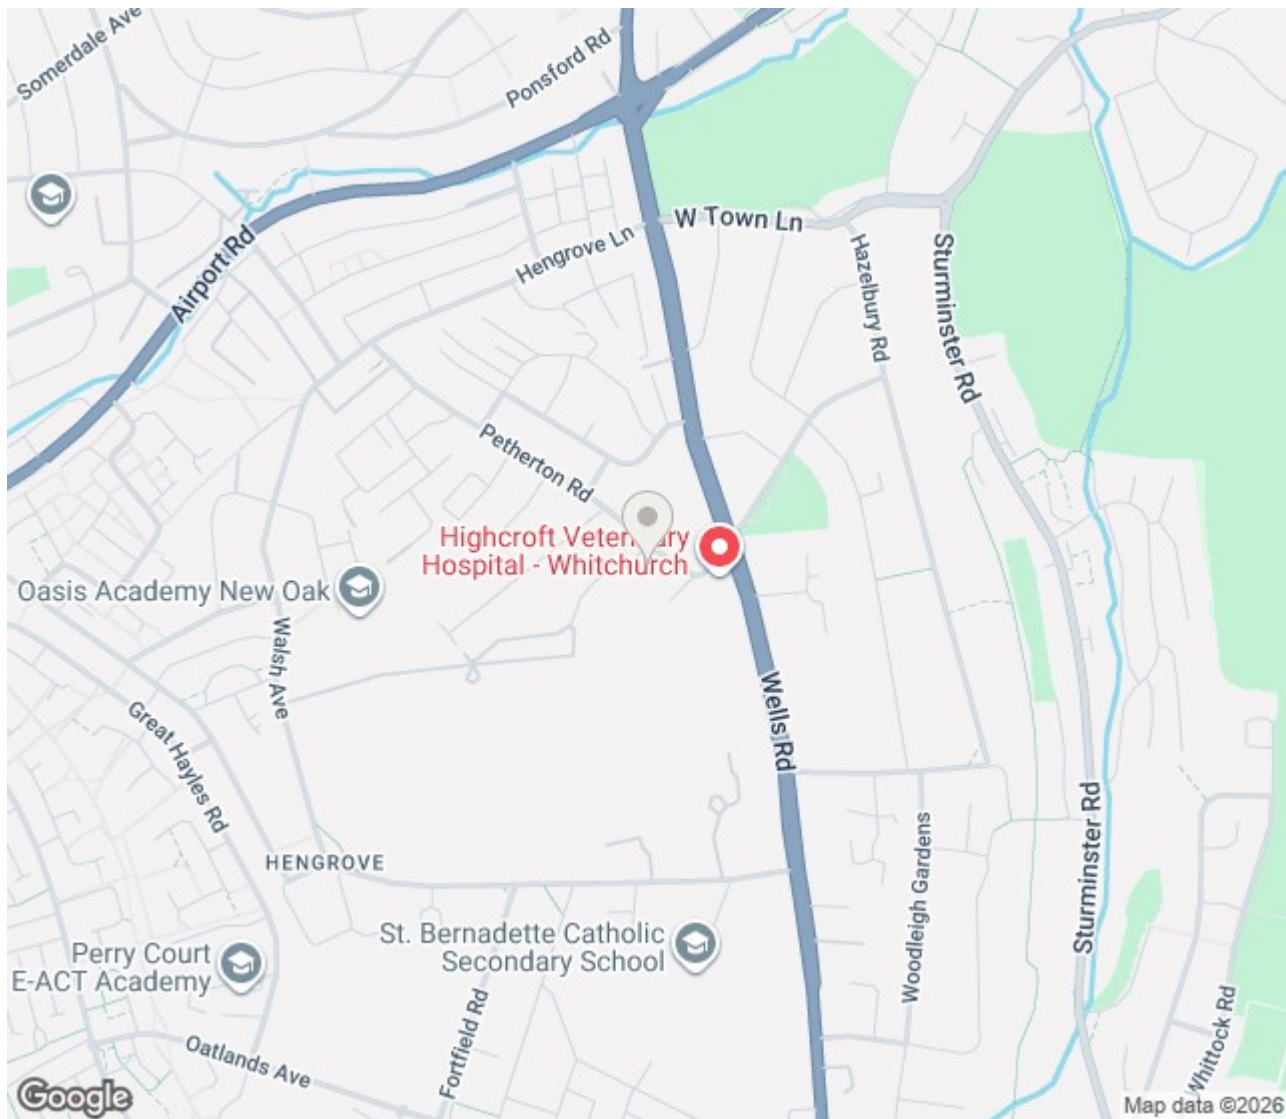 Somerdale Ave
Ponsford Rd
Airport Rd
Hengrove Ln
W Town Ln
Hazelbury Rd
Sturminster Rd
Petherton Rd
Highcroft Veterinary
Hospital - Whitchurch
Oasis Academy New Oak
Walsh Ave
Wells Rd
Great Hayles Rd
HENGROVE
Woodleigh Gardens
Sturminster Rd
St. Bernadette Catholic
Secondary School
Perry Court
E-ACT Academy
Fortfield Rd
Oatlands Ave
Whittock Rd
Google
Map data ©2026